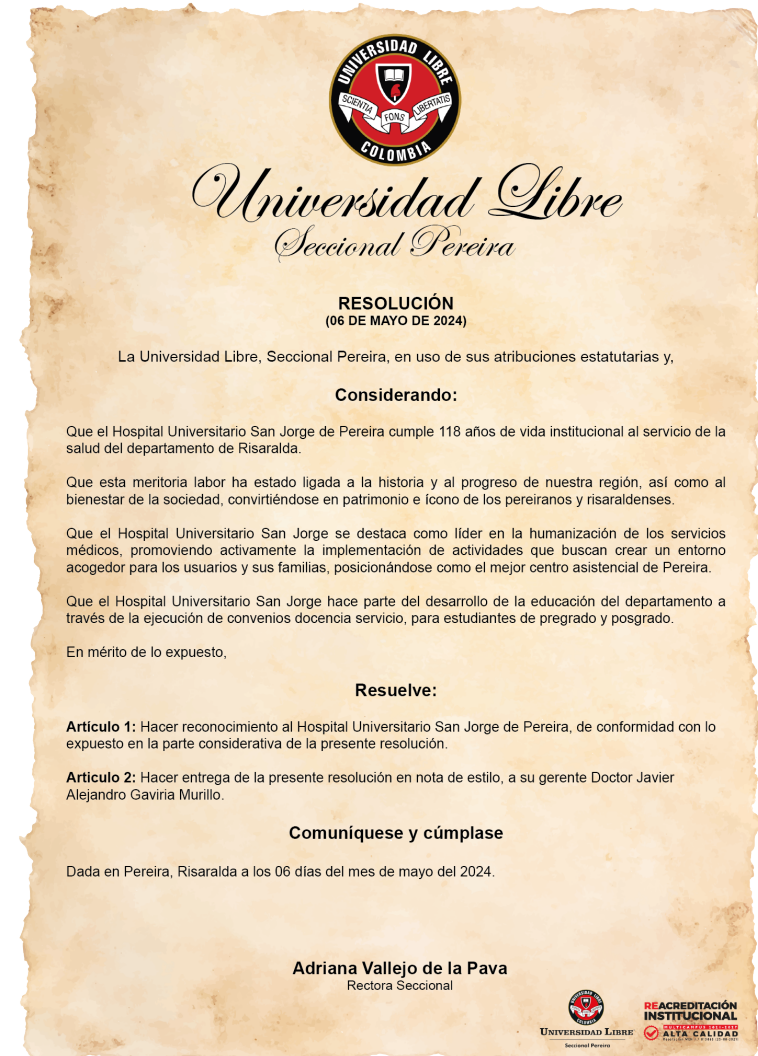 UNIVERSIDAD LIBRE
SCIENTIA FONS LIBERTATIS
COLOMBIA
Universidad Libre
Seccional Pereira
RESOLUCIÓN
(06 DE MAYO DE 2024)
La Universidad Libre, Seccional Pereira, en uso de sus atribuciones estatutarias y,
Considerando:
Que el Hospital Universitario San Jorge de Pereira cumple 118 años de vida institucional al servicio de la
salud del departamento de Risaralda.
Que esta meritoria labor ha estado ligada a la historia y al progreso de nuestra región, así como al
bienestar de la sociedad, convirtiéndose en patrimonio e ícono de los pereiranos y risaraldenses.
Que el Hospital Universitario San Jorge se destaca como líder en la humanización de los servicios
médicos, promoviendo activamente la implementación de actividades que buscan crear un entorno
acogedor para los usuarios y sus familias, posicionándose como el mejor centro asistencial de Pereira.
Que el Hospital Universitario San Jorge hace parte del desarrollo de la educación del departamento a
través de la ejecución de convenios docencia servicio, para estudiantes de pregrado y posgrado.
En mérito de lo expuesto,
Resuelve:
Artículo 1: Hacer reconocimiento al Hospital Universitario San Jorge de Pereira, de conformidad con lo
expuesto en la parte considerativa de la presente resolución.
Articulo 2: Hacer entrega de la presente resolución en nota de estilo, a su gerente Doctor Javier
Alejandro Gaviria Murillo.
Comuníquese y cúmplase
Dada en Pereira, Risaralda a los 06 días del mes de mayo del 2024.
Adriana Vallejo de la Pava
Rectora Seccional
UNIVERSIDAD LIBRE
Seccional Pereira
REACREDITACIÓN
INSTITUCIONAL
MULTICAMPUS
ALTA CALIDAD